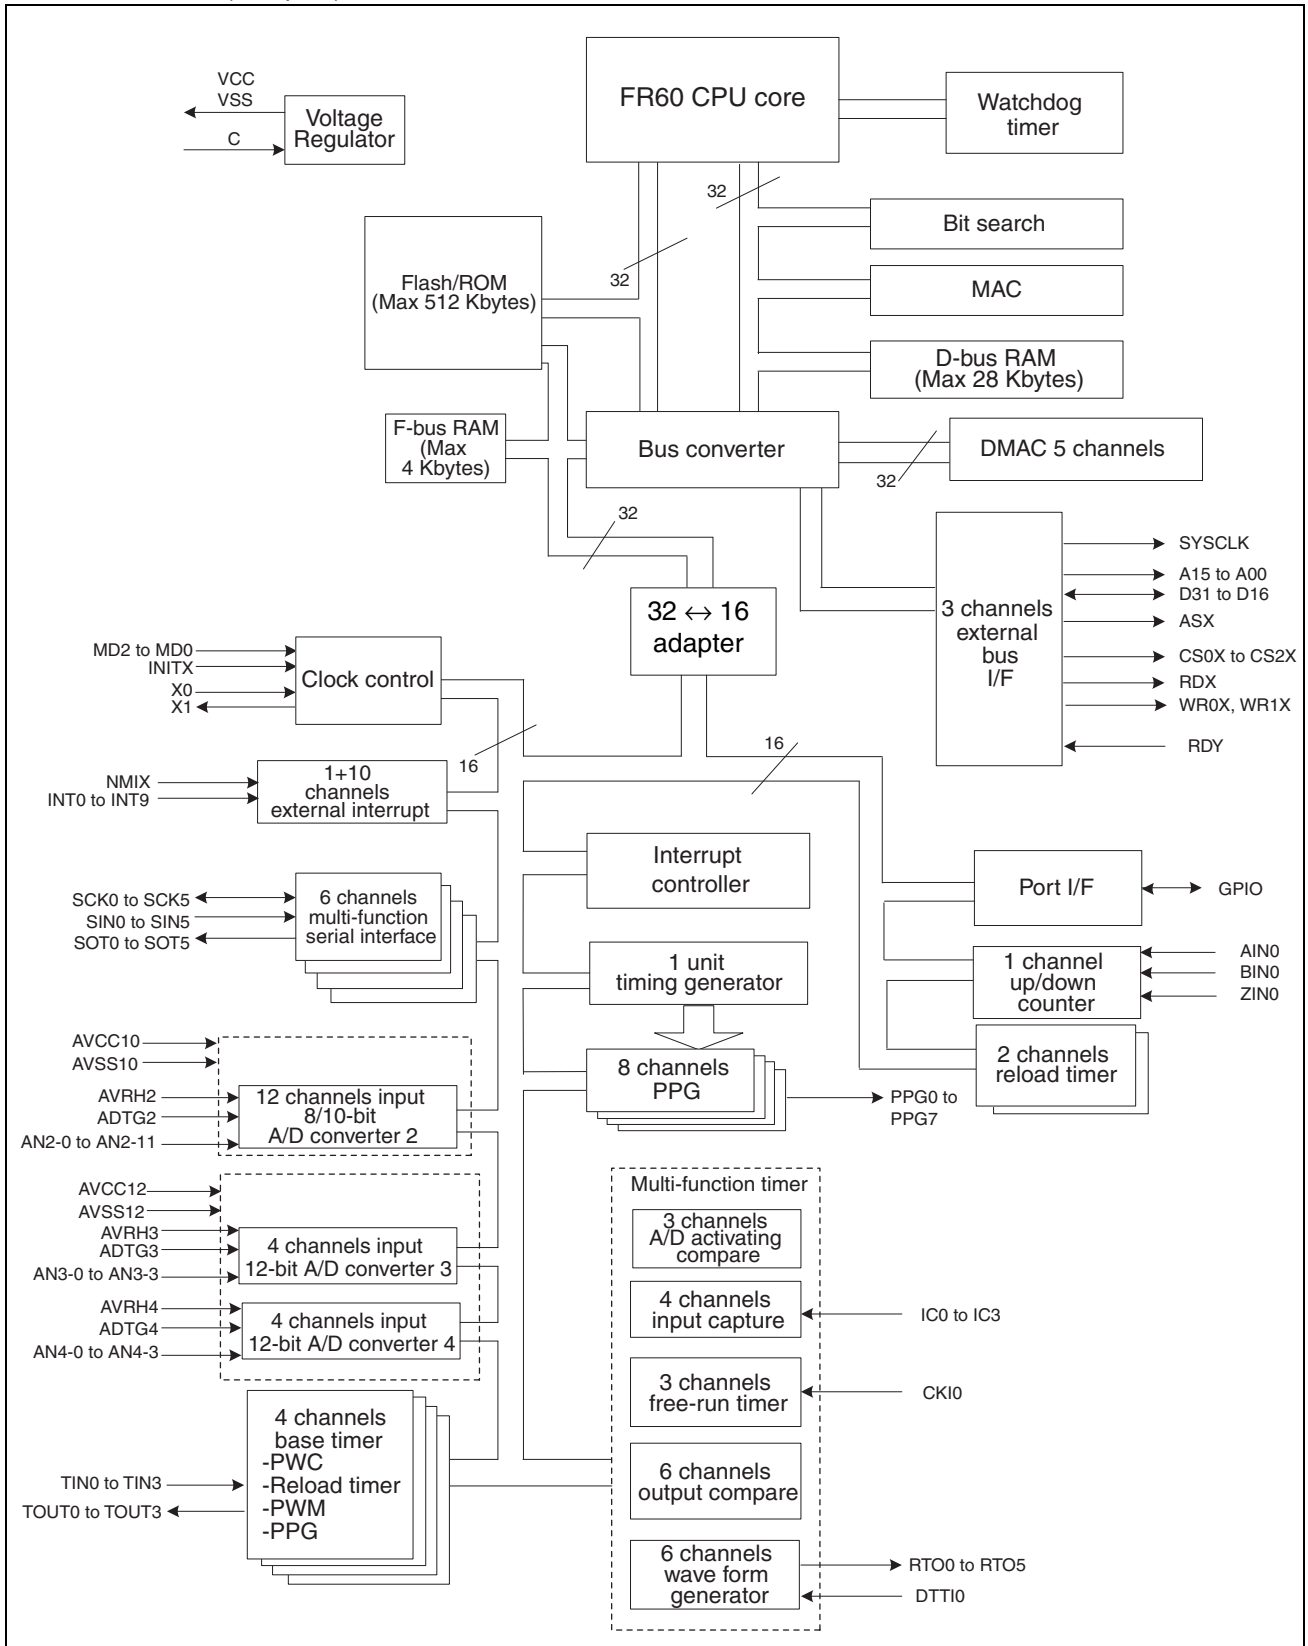 VCC
VSS
C
Voltage
Regulator
FR60 CPU core
Watchdog
timer
32
Bit search
Flash/ROM
(Max 512 Kbytes)
32
MAC
D-bus RAM
(Max 28 Kbytes)
F-bus RAM
(Max
4 Kbytes)
Bus converter
DMAC 5 channels
32
32
3 channels
external
bus
I/F
SYSCLK
A15 to A00
D31 to D16
ASX
CS0X to CS2X
RDX
WR0X, WR1X
RDY
32 ↔ 16
adapter
MD2 to MD0
INITX
X0
X1
Clock control
16
16
NMIX
INT0 to INT9
1+10
channels
external interrupt
Interrupt
controller
Port I/F
GPIO
SCK0 to SCK5
SIN0 to SIN5
SOT0 to SOT5
6 channels
multi-function
serial interface
1 unit
timing generator
1 channel
up/down
counter
AIN0
BIN0
ZIN0
2 channels
reload timer
8 channels
PPG
PPG0 to
PPG7
AVCC10
AVSS10
AVRH2
ADTG2
AN2-0 to AN2-11
12 channels input
8/10-bit
A/D converter 2
AVCC12
AVSS12
AVRH3
ADTG3
AN3-0 to AN3-3
4 channels input
12-bit A/D converter 3
AVRH4
ADTG4
AN4-0 to AN4-3
4 channels input
12-bit A/D converter 4
Multi-function timer
3 channels
A/D activating
compare
4 channels
input capture
IC0 to IC3
3 channels
free-run timer
CKI0
6 channels
output compare
6 channels
wave form
generator
RTO0 to RTO5
DTTI0
4 channels
base timer
-PWC
-Reload timer
-PWM
-PPG
TIN0 to TIN3
TOUT0 to TOUT3